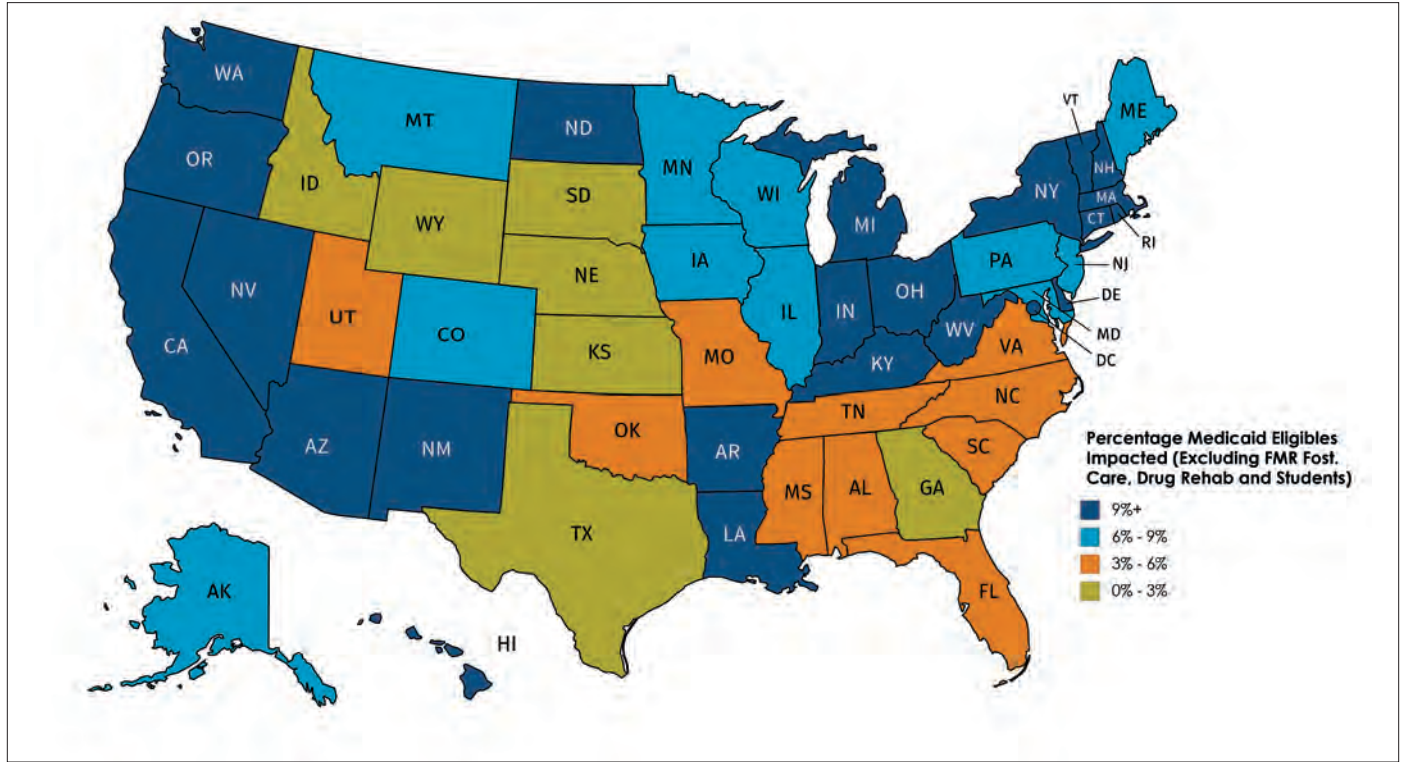 WA
OR
CA
NV
ID
MT
WY
UT
AZ
CO
NM
ND
SD
NE
KS
OK
TX
MN
IA
MO
AR
LA
WI
IL
MI
IN
OH
KY
TN
MS
AL
GA
FL
SC
NC
VA
WV
PA
NY
VT
NH
ME
MA
CT
RI
NJ
DE
MD
DC
AK
HI
Percentage Medicaid Eligibles
Impacted (Excluding FMR Fost.
Care, Drug Rehab and Students)
9%+
6% - 9%
3% - 6%
0% - 3%